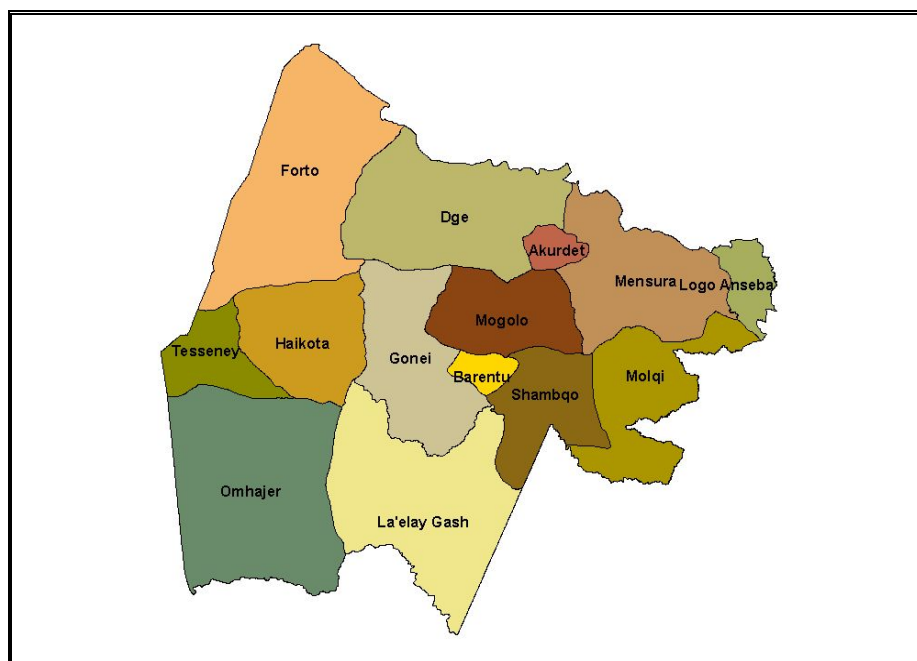 Forto
Dge
Akurdet
Mensura
Logo Anseba
Mogolo
Tesseney
Haikota
Gonei
Barentu
Molqi
Shambqo
Omhajer
La'elay Gash